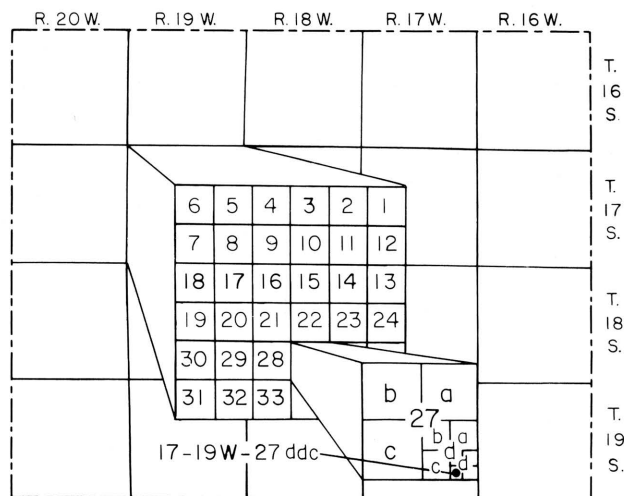 R. 20 W. R. 19 W. R. 18 W. R. 17 W. R. 16 W.
T. 16 S.
T. 17 S.
T. 18 S.
T. 19 S.
6 5 4 3 2 1
7 8 9 10 11 12
18 17 16 15 14 13
19 20 21 22 23 24
30 29 28
31 32 33
b a
27
b a
c d
c d
17-19W-27 ddc